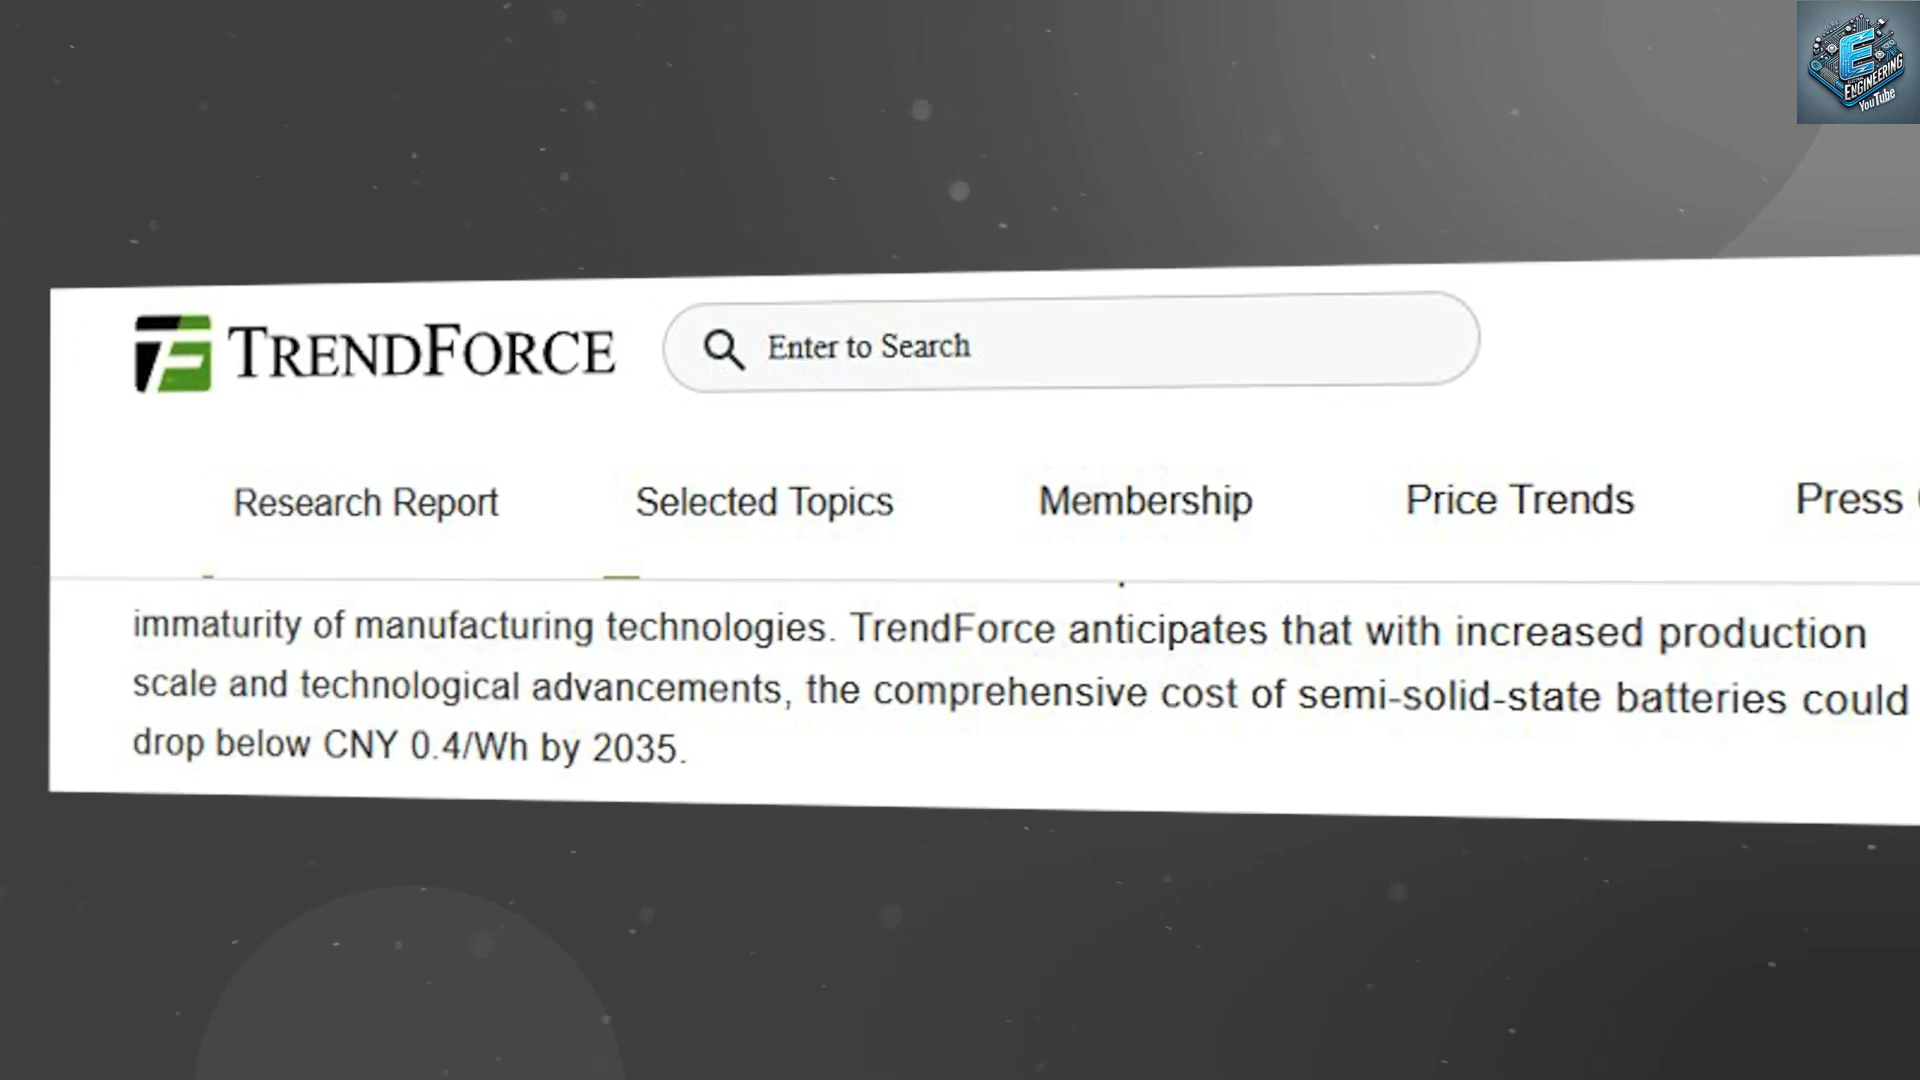 E
ENGINEERING
YouTube
TRENDFORCE
Enter to Search
Research Report
Selected Topics
Membership
Price Trends
Press
immaturity of manufacturing technologies. TrendForce anticipates that with increased production
scale and technological advancements, the comprehensive cost of semi-solid-state batteries could
drop below CNY 0.4/Wh by 2035.